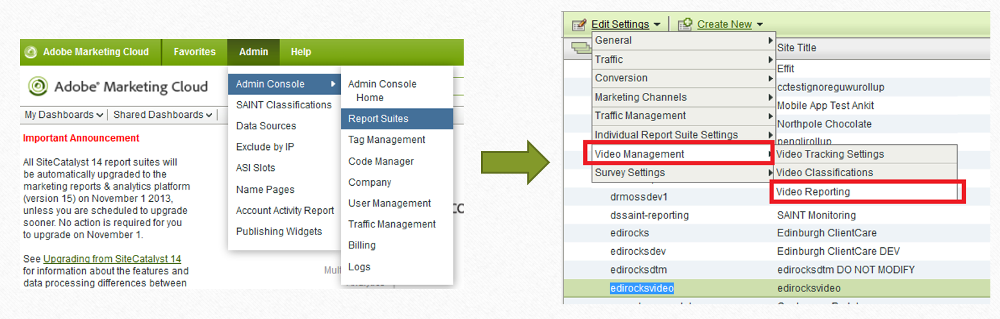 Adobe Marketing Cloud Favorites Admin Help
Adobe® Marketing Cloud
My Dashboards Shared Dashboards
Important Announcement
All SiteCatalyst 14 report suites will
be automatically upgraded to the
marketing reports & analytics platform
(version 15) on November 1 2013,
unless you are scheduled to upgrade
sooner. No action is required for you
to upgrade on November 1.
See Upgrading from SiteCatalyst 14
for information about the features and
data processing differences between
Admin Console
SAINT Classifications
Data Sources
Exclude by IP
ASI Slots
Name Pages
Account Activity Report
Publishing Widgets
Admin Console
Home
Report Suites
Tag Management
Code Manager
Company
User Management
Traffic Management
Billing
Logs
Edit Settings Create New
General
Traffic
Conversion
Marketing Channels
Traffic Management
Individual Report Suite Settings
Video Management
Survey Settings
Video Tracking Settings
Video Classifications
Video Reporting
Site Title
Effit
cctestignoreguwurollup
Mobile App Test Ankit
Northpole Chocolate
penglirollup
drmossdev1
dssaint-reporting SAINT Monitoring
edirocks Edinburgh ClientCare
edirocksdev Edinburgh ClientCare DEV
edirocksdtm edirocksdtm DO NOT MODIFY
edirocksvideo edirocksvideo